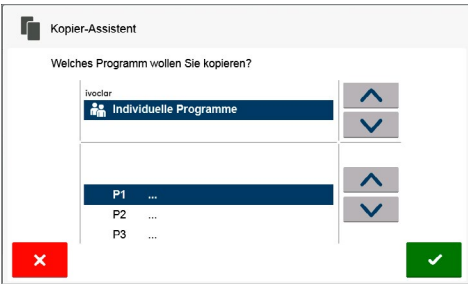 Kopier-Assistent
Welches Programm wollen Sie kopieren?
ivoclar
Individuelle Programme
P1 ...
P2 ...
P3 ...